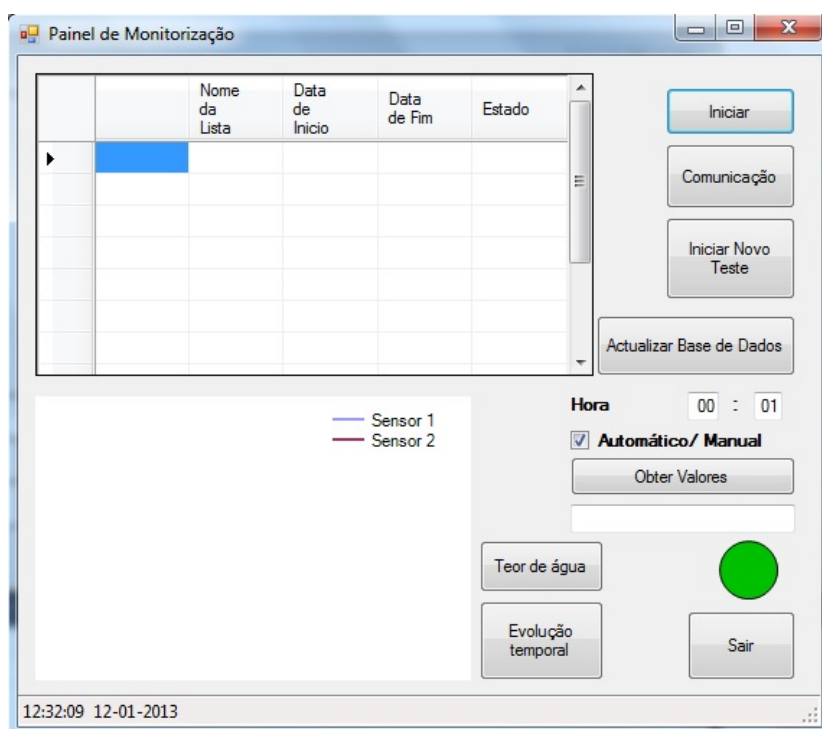 Painel de Monitorização
Nome
da
Lista
Data
de
Inicio
Data
de Fim
Estado
Iniciar
Comunicação
Iniciar Novo
Teste
Actualizar Base de Dados
Sensor 1
Sensor 2
Hora 00 : 01
Automático/ Manual
Obter Valores
Teor de água
Evolução
temporal
Sair
12:32:09 12-01-2013